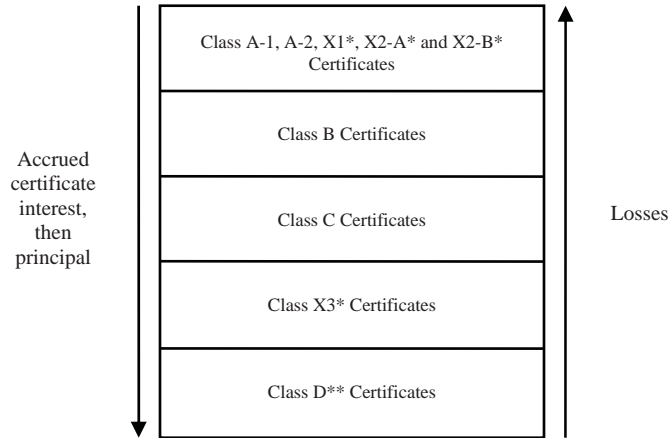 Class A-1, A-2, X1*, X2-A* and X2-B*
Certificates
Class B Certificates
Accrued
certificate
interest,
then
principal
Class C Certificates
Losses
Class X3* Certificates
Class D** Certificates